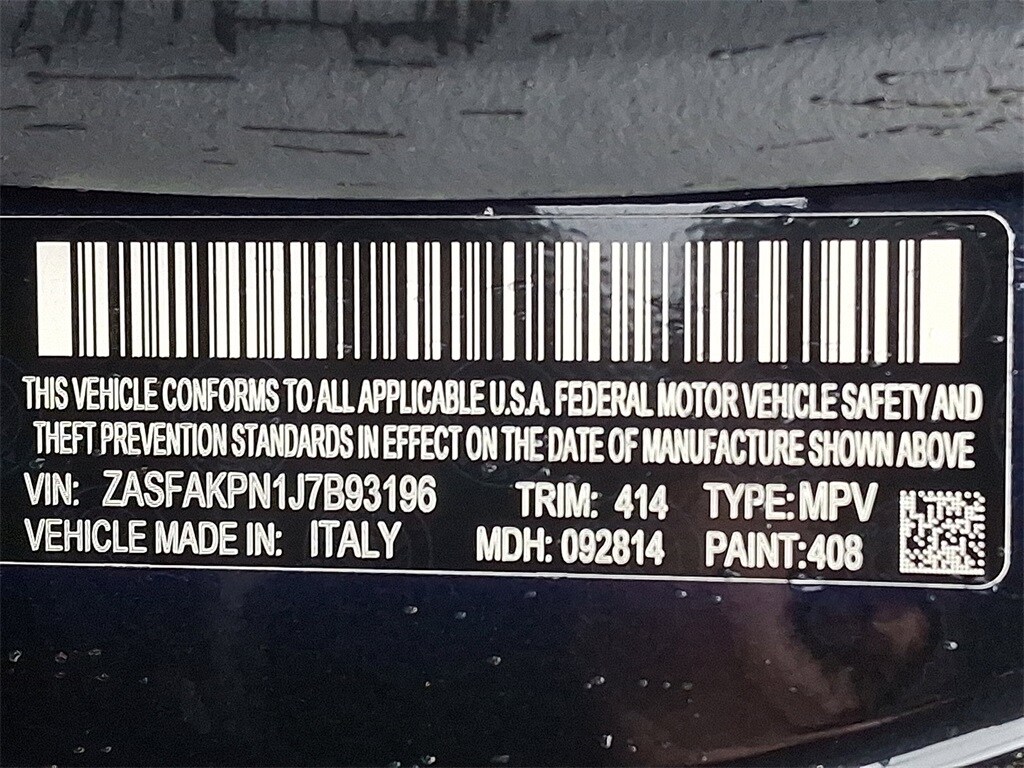 THIS VEHICLE CONFORMS TO ALL APPLICABLE U.S.A. FEDERAL MOTOR VEHICLE SAFETY AND
THEFT PREVENTION STANDARDS IN EFFECT ON THE DATE OF MANUFACTURE SHOWN ABOVE
VIN: ZASFAKPN1J7B93196 TRIM: 414 TYPE: MPV
VEHICLE MADE IN: ITALY MDH: 092814 PAINT: 408